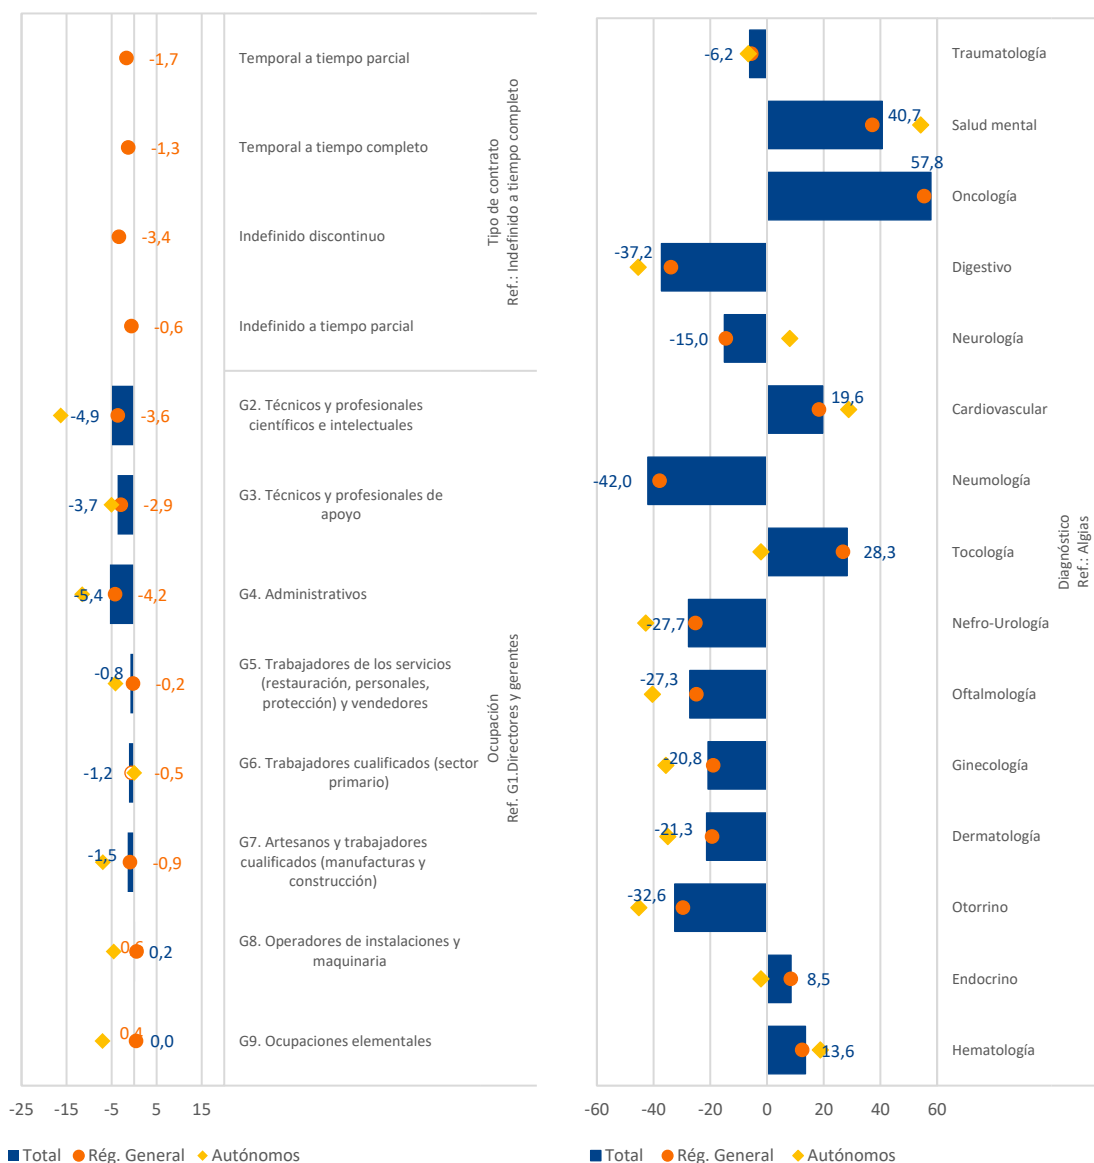 -1,7
Temporal a tiempo parcial
-1,3
Temporal a tiempo completo
-3,4
Indefinido discontinuo
-0,6
Indefinido a tiempo parcial
Tipo de contrato
Ref.: Indefinido a tiempo completo
-4,9
-3,6
G2. Técnicos y profesionales
científicos e intelectuales
-3,7
-2,9
G3. Técnicos y profesionales de
apoyo
-5,4
-4,2
G4. Administrativos
-0,8
-0,2
G5. Trabajadores de los servicios
(restauración, personales,
protección) y vendedores
-1,2
-0,5
G6. Trabajadores cualificados (sector
primario)
-1,5
-0,9
G7. Artesanos y trabajadores
cualificados (manufacturas y
construcción)
0,6
0,2
G8. Operadores de instalaciones y
maquinaria
0,4
0,0
G9. Ocupaciones elementales
Ocupación
Ref. G1.Directores y gerentes
-25 -15 -5 5 15
Total Rég. General Autónomos
-6,2
Traumatología
40,7
Salud mental
57,8
Oncología
-37,2
Digestivo
-15,0
Neurología
19,6
Cardiovascular
-42,0
Neumología
28,3
Tocología
-27,7
Nefro-Urología
-27,3
Oftalmología
-20,8
Ginecología
-21,3
Dermatología
-32,6
Otorrino
8,5
Endocrino
13,6
Hematología
Diagnóstico
Ref.: Algias
-60 -40 -20 0 20 40 60
Total Rég. General Autónomos